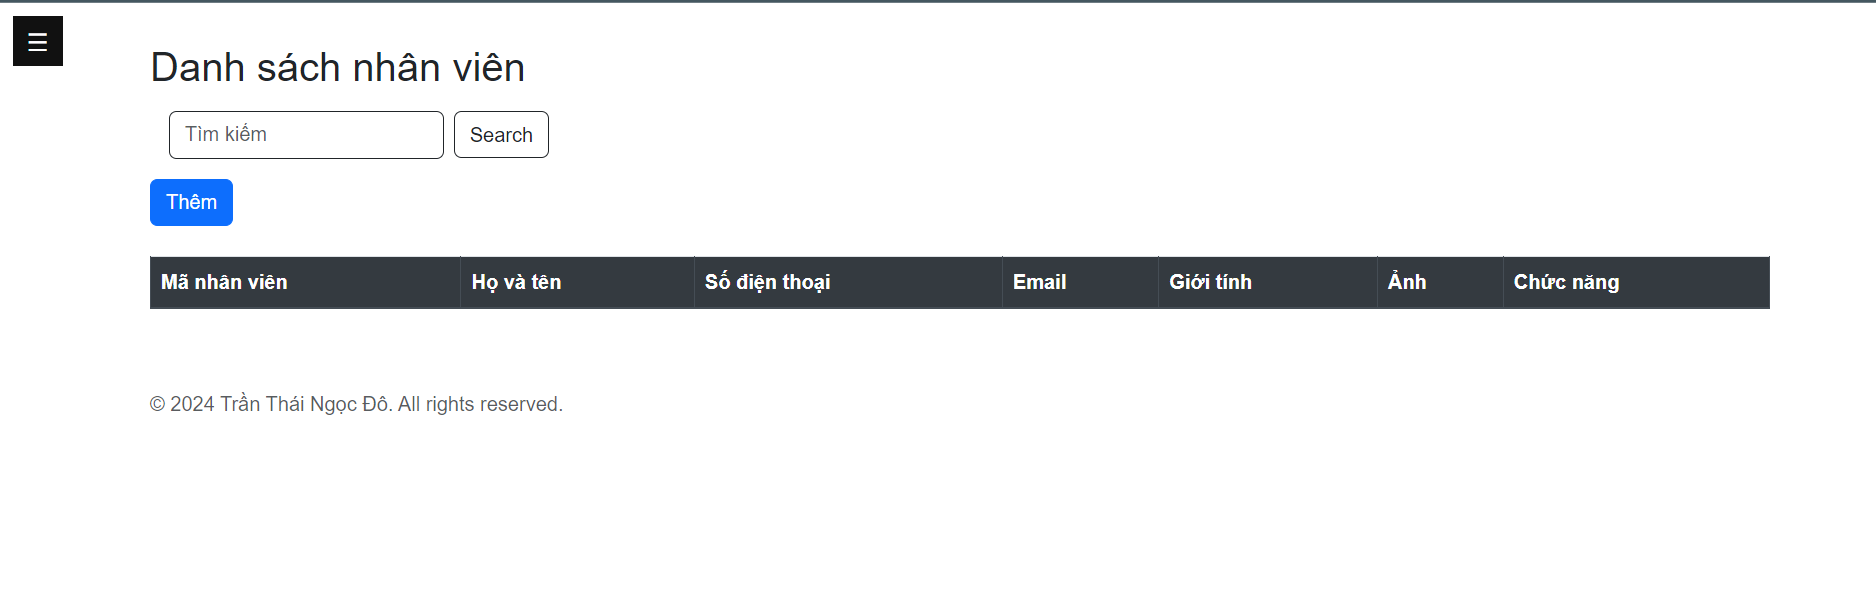 Danh sách nhân viên
Tìm kiếm Search
Thêm
Mã nhân viên Họ và tên Số điện thoại Email Giới tính Ảnh Chức năng
© 2024 Trần Thái Ngọc Đô. All rights reserved.